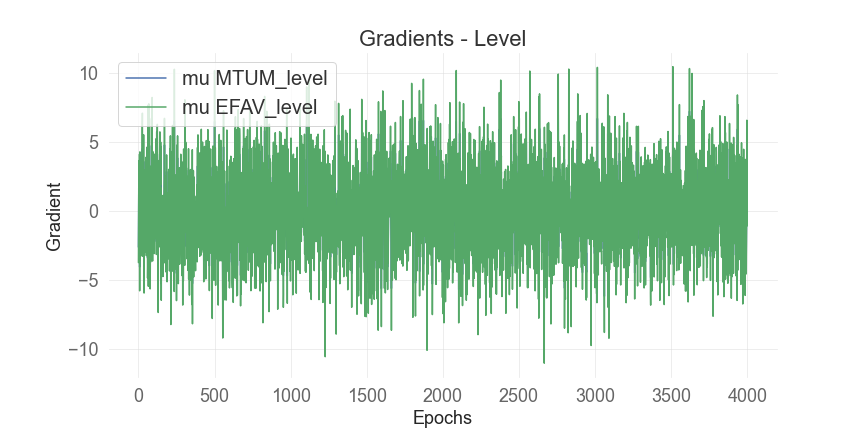 Gradients - Level
mu MTUM_level
mu EFAV_level
10
5
0
−5
−10
Gradient
0 500 1000 1500 2000 2500 3000 3500 4000
Epochs